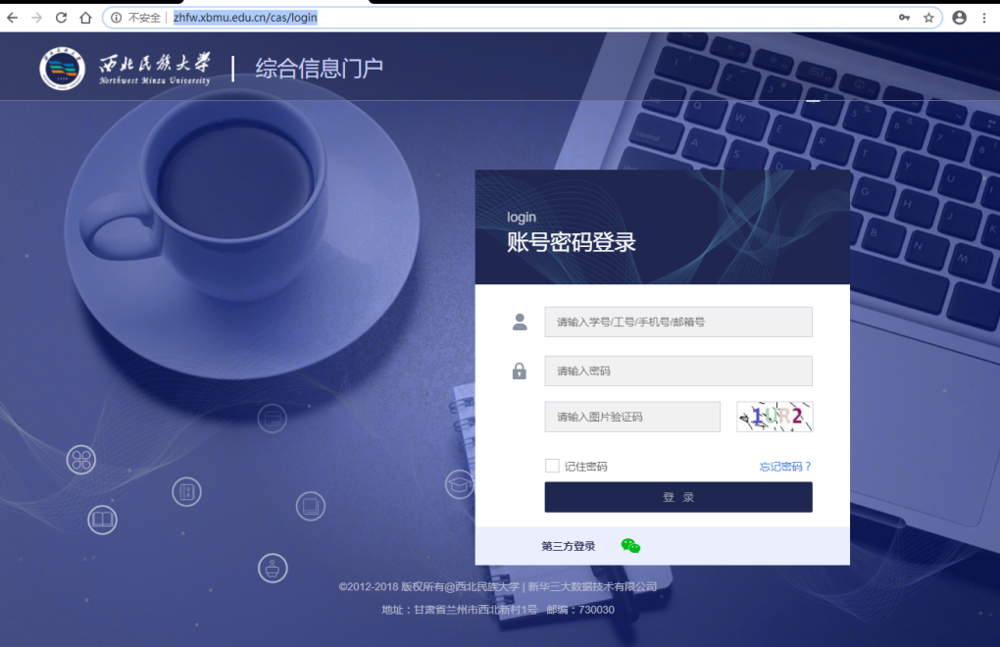 不安全 zhfw.xbmu.edu.cn/cas/login
西北民族大学 综合信息门户
Northwest Minzu University
login
账号密码登录
请输入学号/工号/手机号/邮箱号
请输入密码
请输入图片验证码 1UR2
记住密码 忘记密码？
登 录
第三方登录
©2012-2018 版权所有@西北民族大学 | 新华三大数据技术有限公司
地址：甘肃省兰州市西北新村1号 邮编：730030